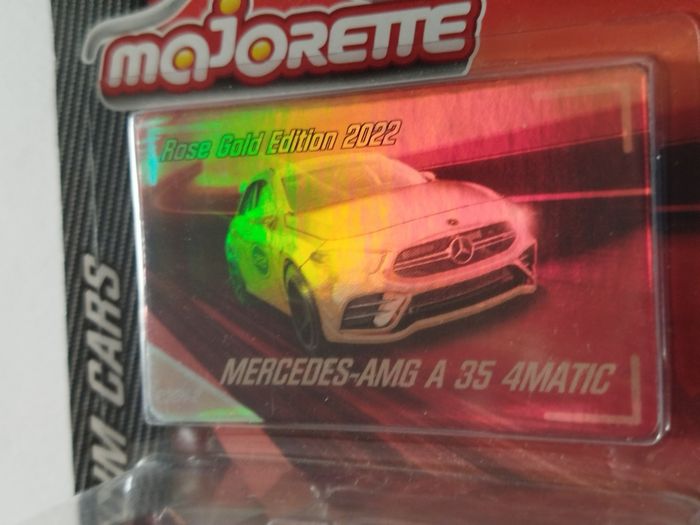 majorette
Rose Gold Edition 2022
MERCEDES-AMG A 35 4MATIC
CARS